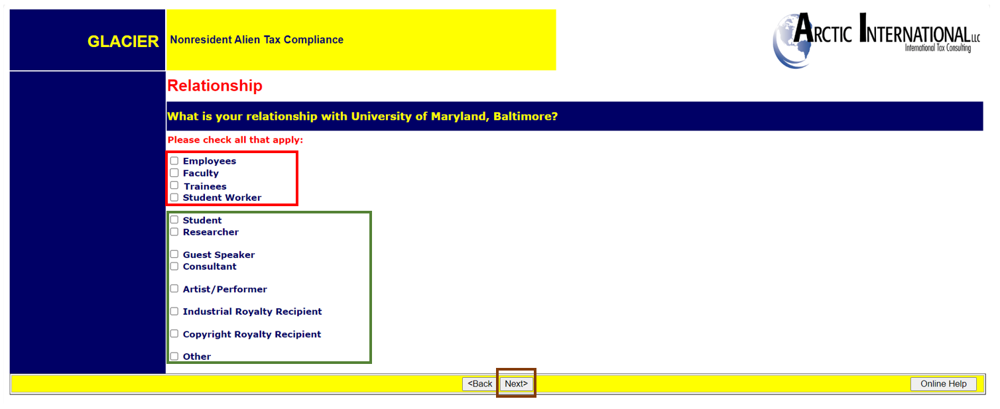 GLACIER
Nonresident Alien Tax Compliance
ARCTIC INTERNATIONAL LLC
International Tax Consulting
Relationship
What is your relationship with University of Maryland, Baltimore?
Please check all that apply:
Employees
Faculty
Trainees
Student Worker
Student
Researcher
Guest Speaker
Consultant
Artist/Performer
Industrial Royalty Recipient
Copyright Royalty Recipient
Other
<Back
Next>
Online Help